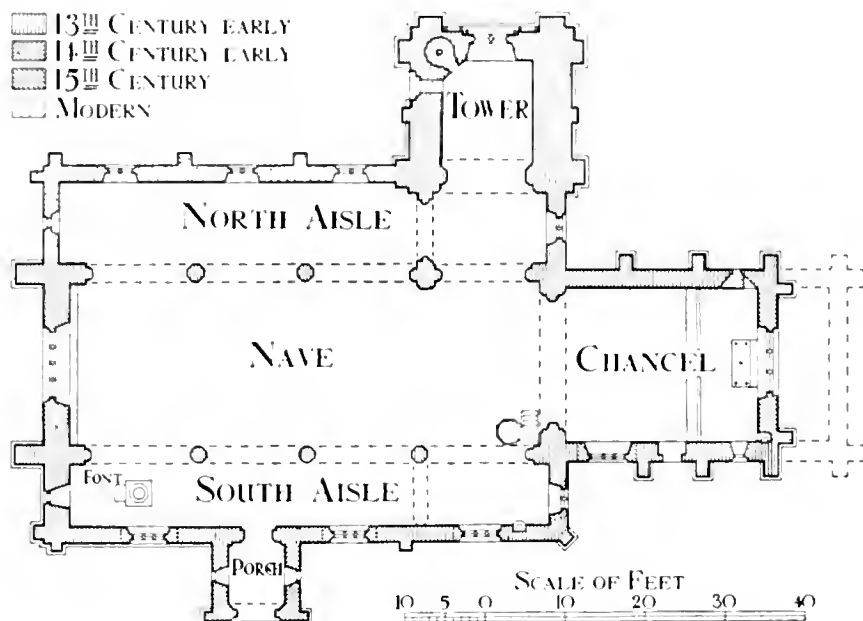 13TH CENTURY EARLY
14TH CENTURY EARLY
15TH CENTURY
MODERN
TOWER
NORTH AISLE
NAVE
CHANCEL
FONT
SOUTH AISLE
PORCH
SCALE OF FEET
10 5 0 10 20 30 40